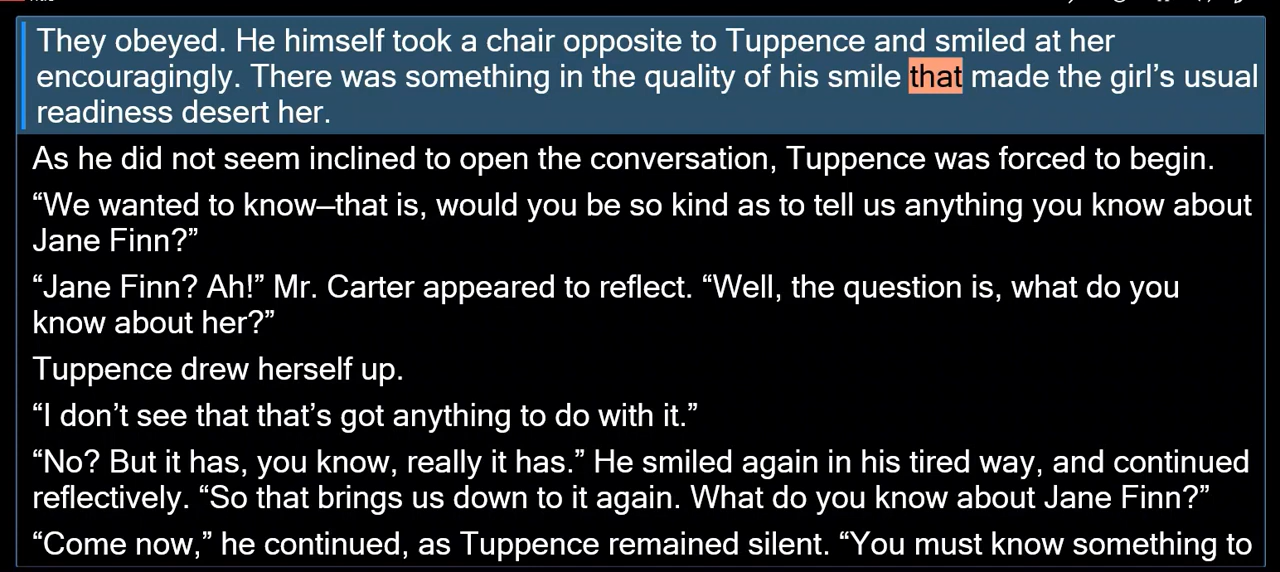 They obeyed. He himself took a chair opposite to Tuppence and smiled at her
encouragingly. There was something in the quality of his smile that made the girl’s usual
readiness desert her.
As he did not seem inclined to open the conversation, Tuppence was forced to begin.
“We wanted to know—that is, would you be so kind as to tell us anything you know about
Jane Finn?”
“Jane Finn? Ah!” Mr. Carter appeared to reflect. “Well, the question is, what do you
know about her?”
Tuppence drew herself up.
“I don’t see that that’s got anything to do with it.”
“No? But it has, you know, really it has.” He smiled again in his tired way, and continued
reflectively. “So that brings us down to it again. What do you know about Jane Finn?”
“Come now,” he continued, as Tuppence remained silent. “You must know something to